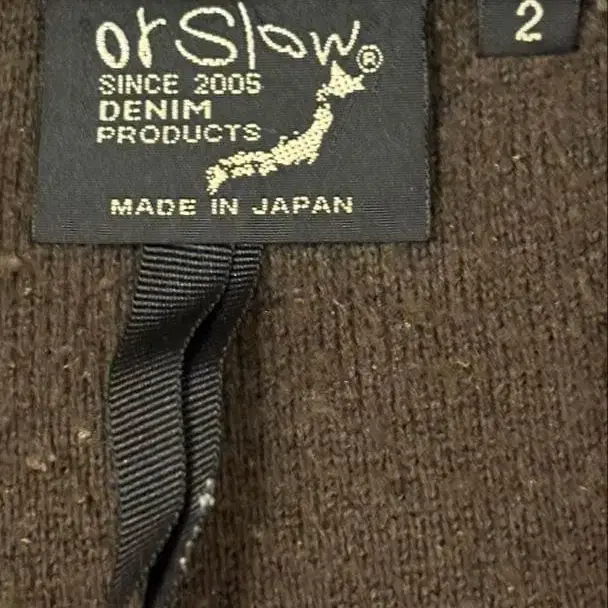 orSlow®
2
SINCE 2005
DENIM
PRODUCTS
MADE IN JAPAN